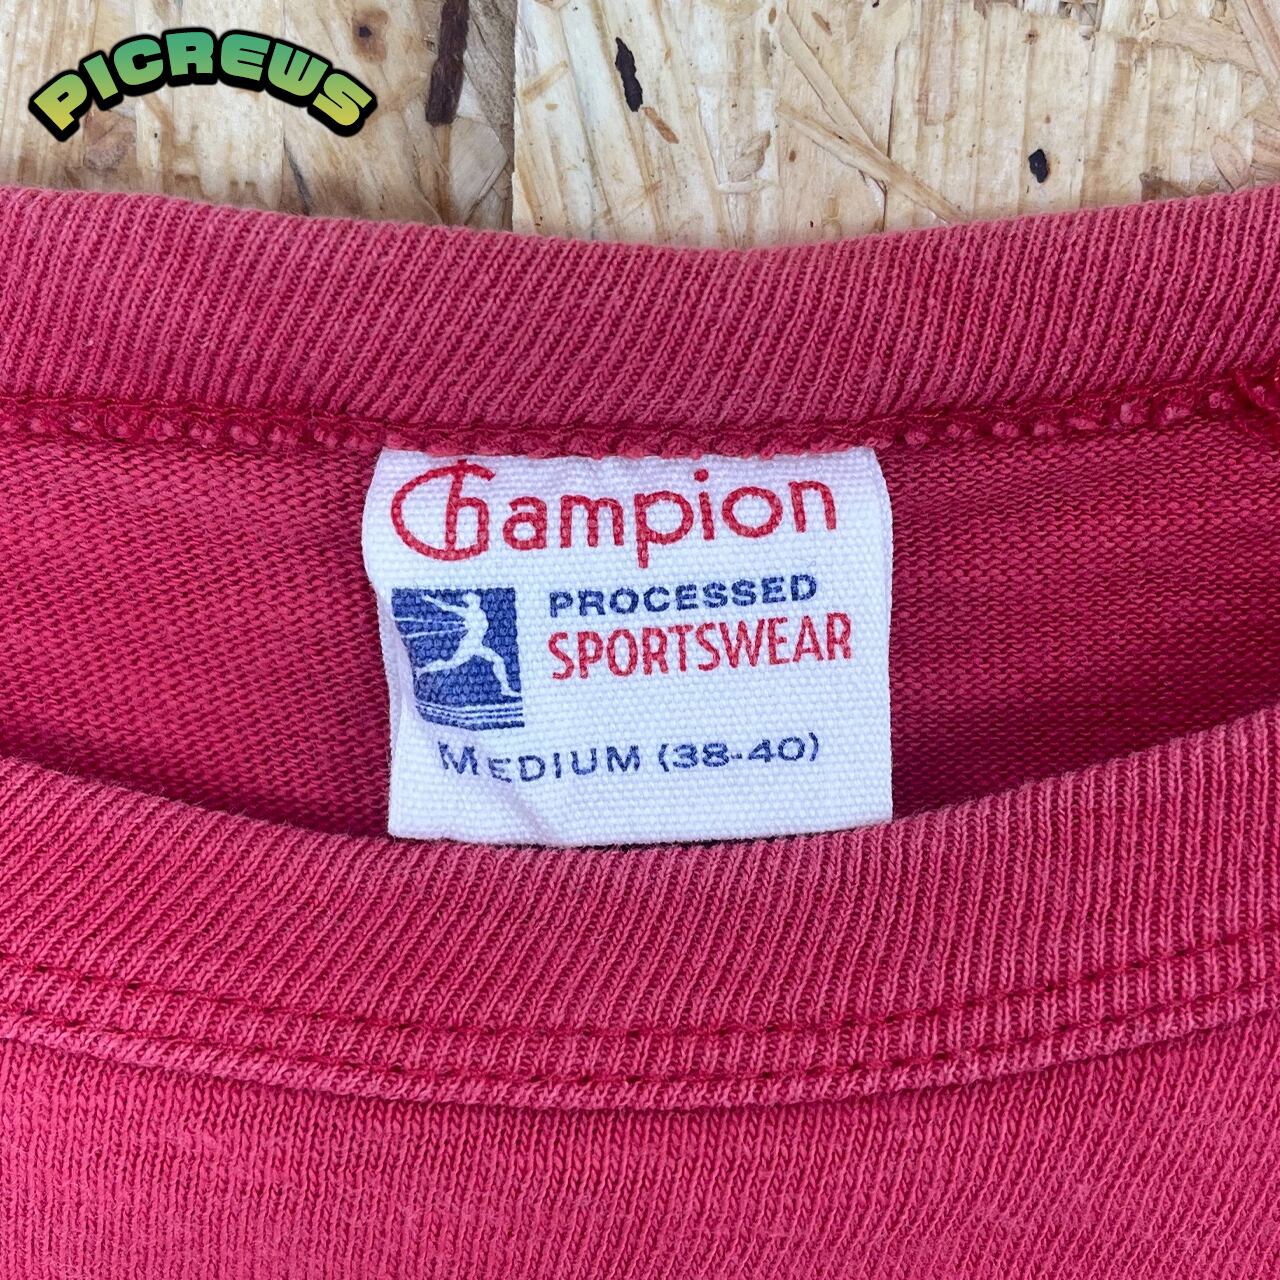 PICREWS
Champion
PROCESSED
SPORTSWEAR
MEDIUM (38-40)